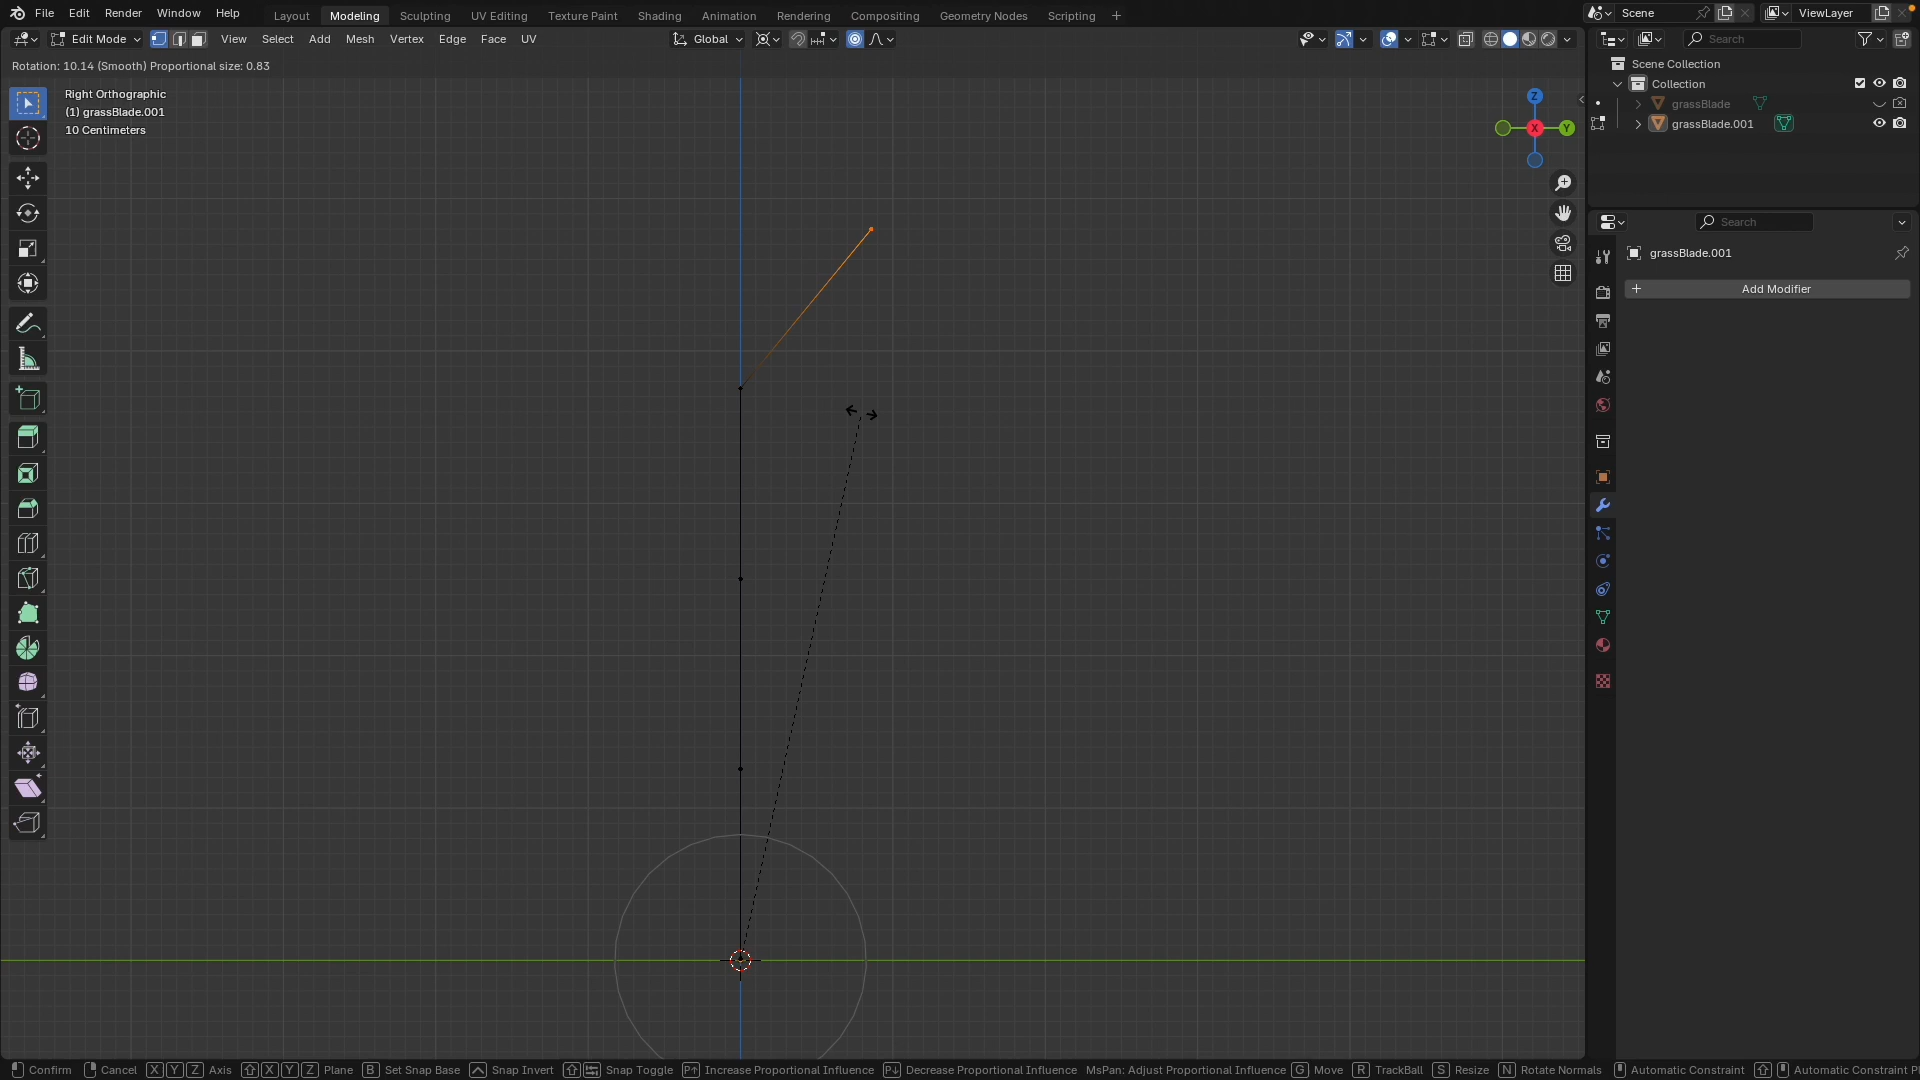 File Edit Render Window Help Layout Modeling Sculpting UV Editing Texture Paint Shading Animation Rendering Compositing Geometry Nodes Scripting + Scene ViewLayer
Edit Mode View Select Add Mesh Vertex Edge Face UV Global Search
Rotation: 10.14 (Smooth) Proportional size: 0.83
Scene Collection
Collection
grassBlade
grassBlade.001
Right Orthographic
(1) grassBlade.001
10 Centimeters
Z
X
Y
Search
grassBlade.001
+ Add Modifier
Confirm Cancel X Y Z Axis X Y Z Plane B Set Snap Base Snap Invert Snap Toggle P↑ Increase Proportional Influence P↓ Decrease Proportional Influence MsPan: Adjust Proportional Influence G Move R TrackBall S Resize N Rotate Normals Automatic Constraint Automatic Constraint Pl